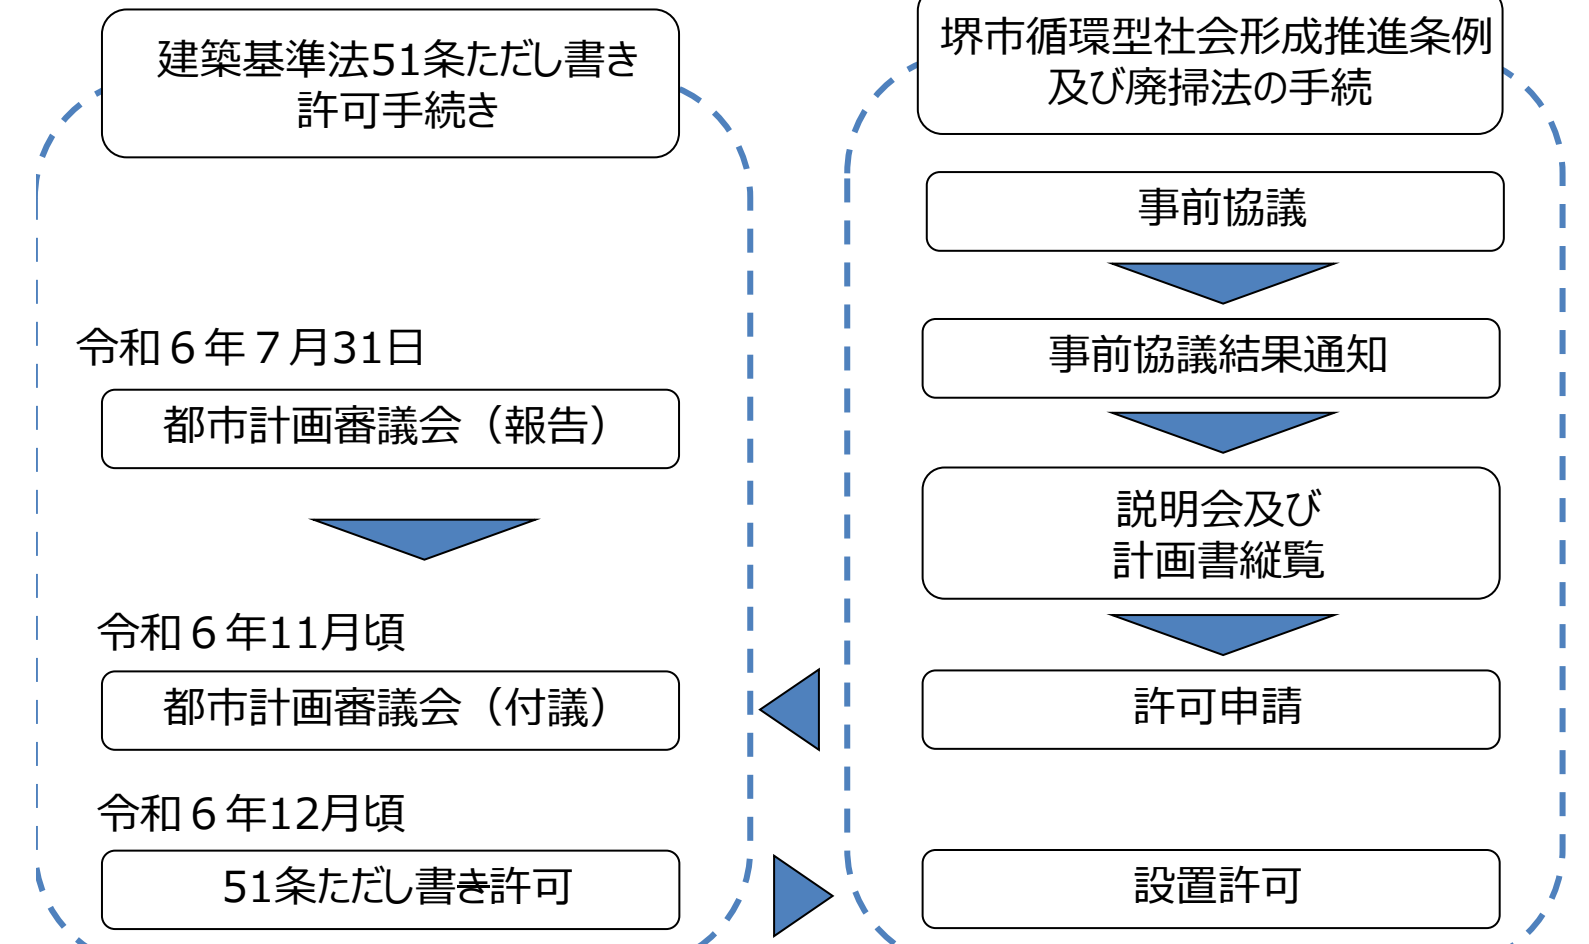 建築基準法51条ただし書き
許可手続き
令和６年７月31日
都市計画審議会（報告）
令和６年11月頃
都市計画審議会（付議）
令和６年12月頃
51条ただし書き許可
堺市循環型社会形成推進条例
及び廃掃法の手続
事前協議
事前協議結果通知
説明会及び
計画書縦覧
許可申請
設置許可